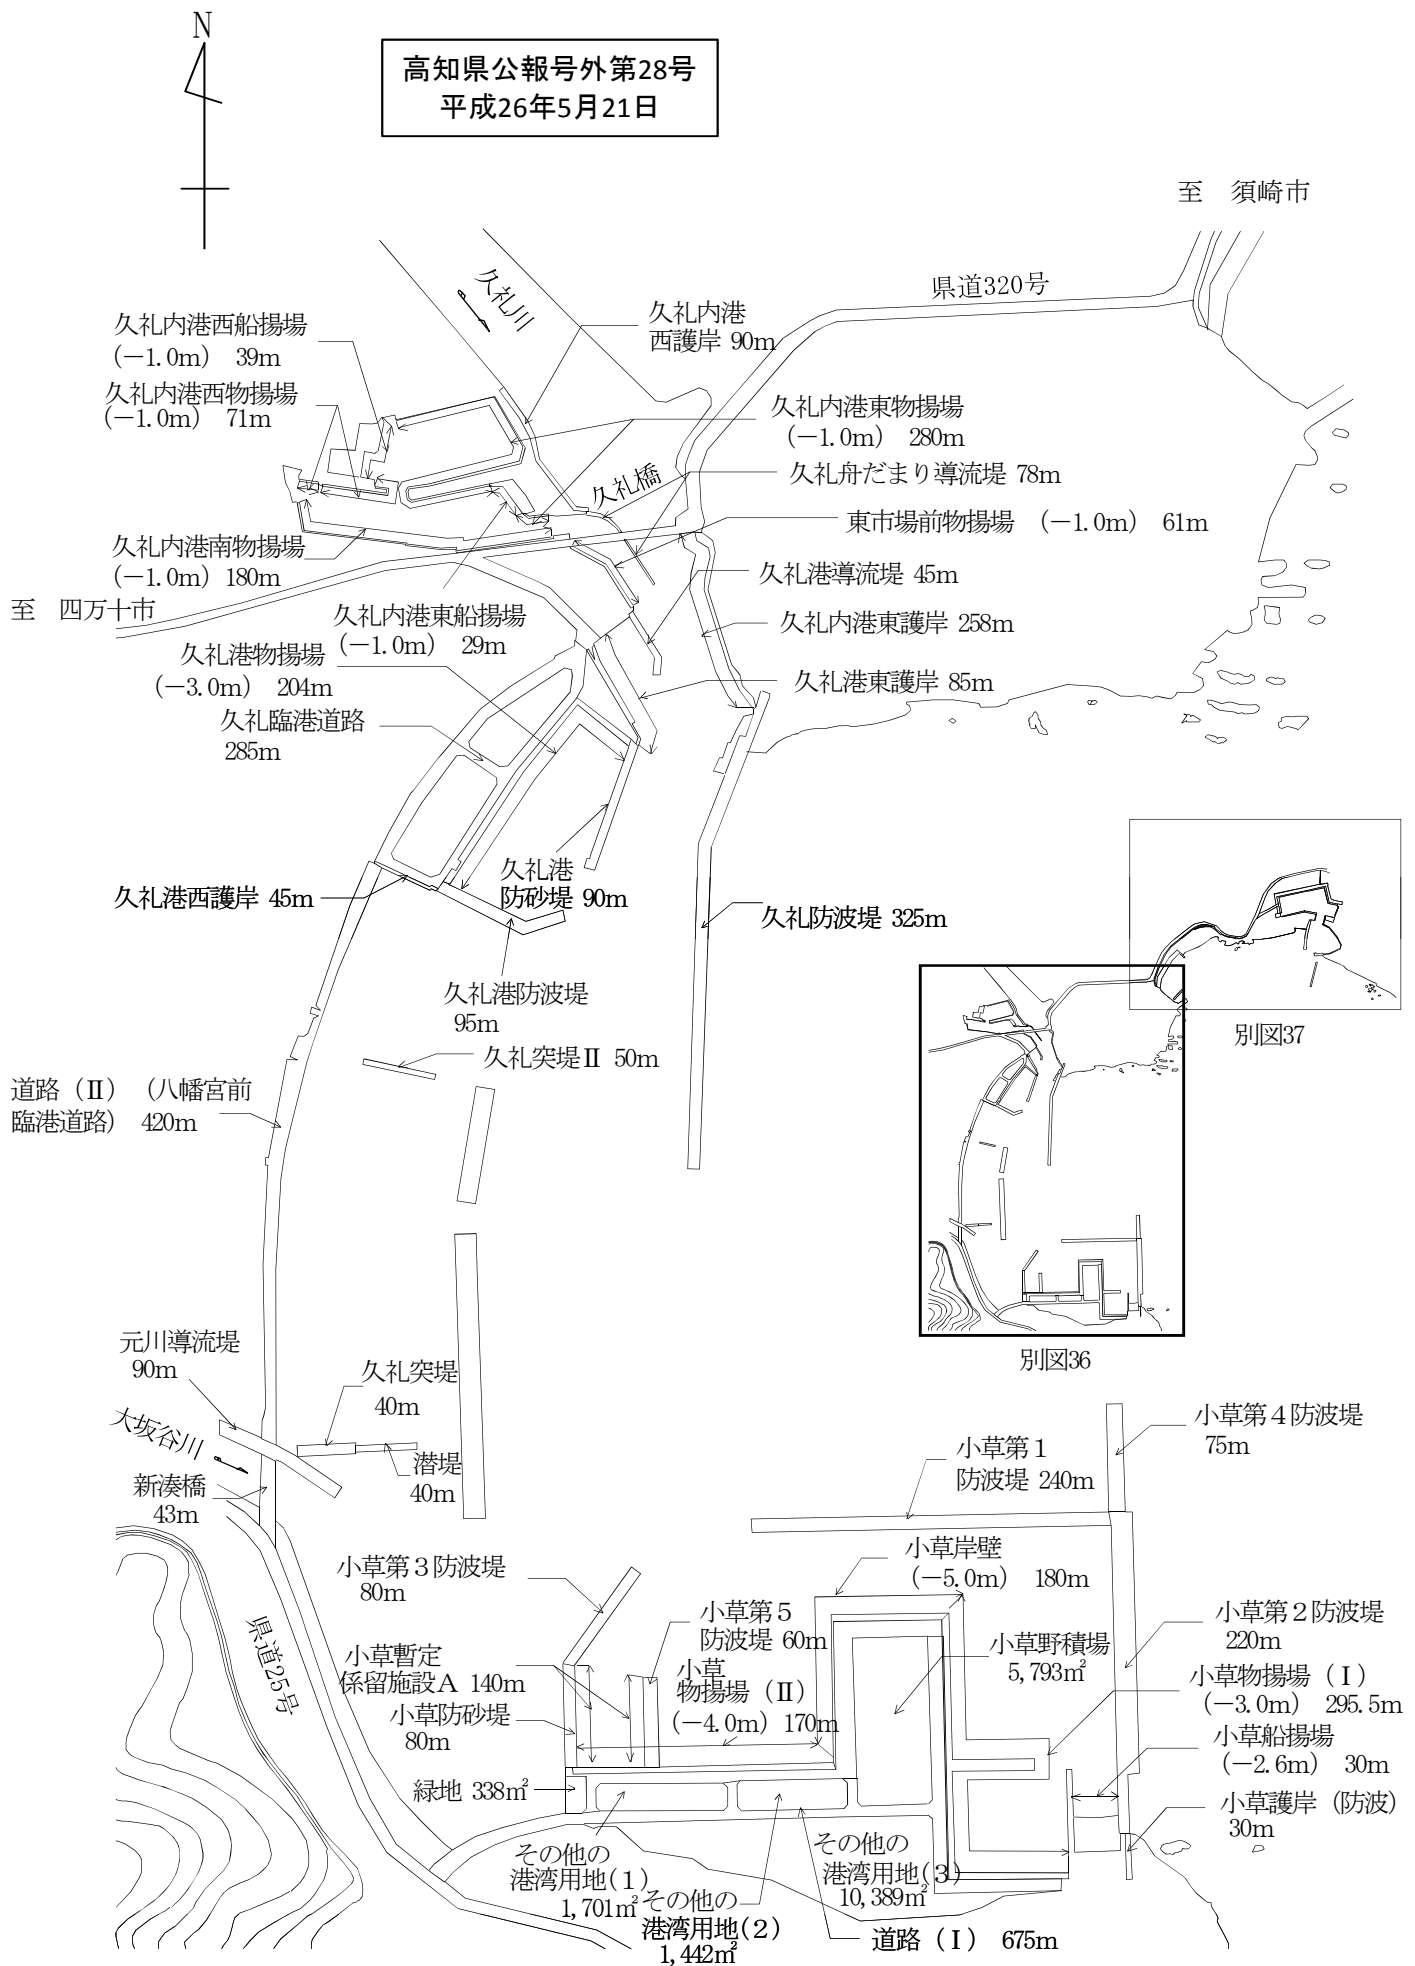 N
高知県公報号外第28号
平成26年5月21日
至　須崎市
県道320号
久礼川
久礼内港
西護岸 90m
久礼内港西船揚場
(－1.0m)　39m
久礼内港西物揚場
(－1.0m)　71m
久礼内港東物揚場
(－1.0m)　280m
久礼舟だまり導流堤 78m
久礼橋
東市場前物揚場　(－1.0m)　61m
久礼内港南物揚場
(－1.0m) 180m
久礼港導流堤 45m
至　四万十市
久礼内港東船揚場
(－1.0m)　29m
久礼内港東護岸 258m
久礼港物揚場
(－3.0m)　204m
久礼港東護岸 85m
久礼臨港道路
285m
久礼港
防砂堤 90m
久礼港西護岸 45m
久礼防波堤 325m
久礼港防波堤
95m
別図37
久礼突堤Ⅱ 50m
道路（Ⅱ）（八幡宮前
臨港道路）　420m
別図36
元川導流堤
90m
久礼突堤
40m
大坂谷川
潜堤
40m
新湊橋
43m
小草第４防波堤
75m
小草第１
防波堤 240m
小草岸壁
(－5.0m)　180m
小草第３防波堤
80m
小草第５
防波堤 60m
小草第２防波堤
220m
県道25号
小草暫定
係留施設Ａ 140m
小草
物揚場（Ⅱ）
(－4.0m) 170m
小草野積場
5,793㎡
小草物揚場（Ⅰ）
(－3.0m) 295.5m
小草防砂堤
80m
小草船揚場
(－2.6m)　30m
緑地 338㎡
小草護岸（防波）
30m
その他の
港湾用地(1)
1,701㎡
その他の
港湾用地(2)
1,442㎡
その他の
港湾用地(3)
10,389㎡
道路（Ⅰ）　675m